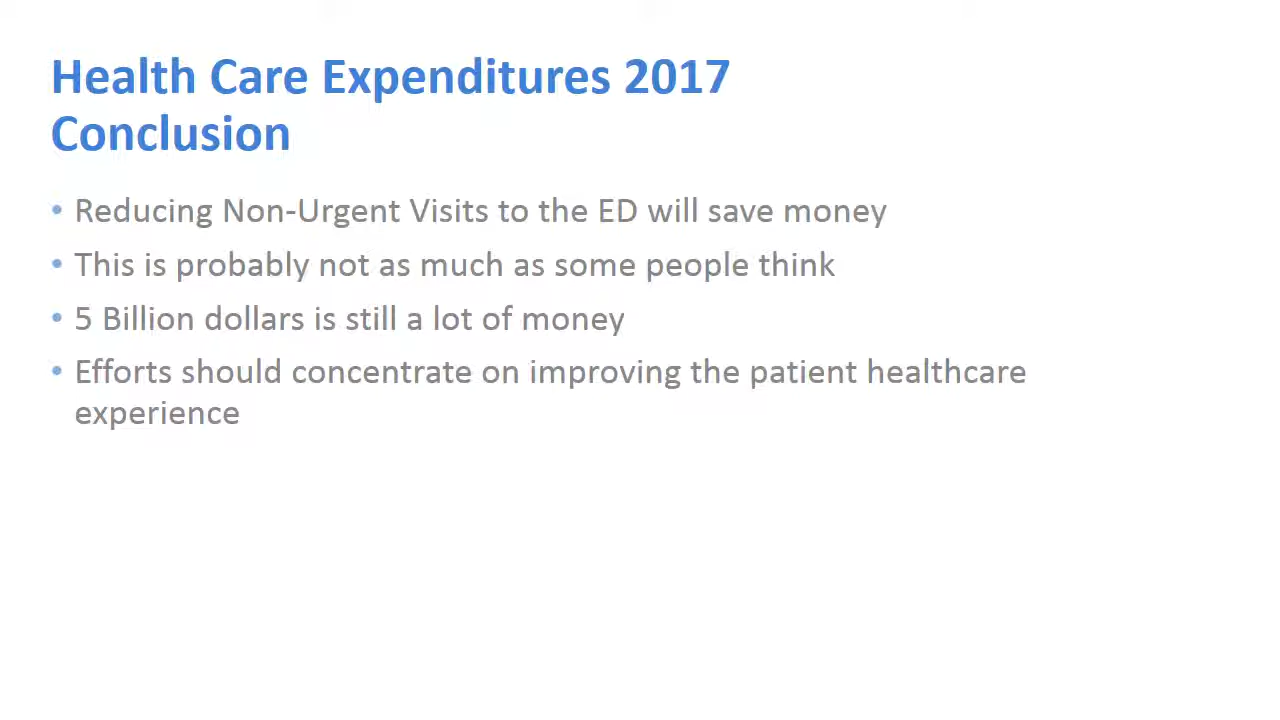 Health Care Expenditures 2017
Conclusion
• Reducing Non-Urgent Visits to the ED will save money
• This is probably not as much as some people think
• 5 Billion dollars is still a lot of money
• Efforts should concentrate on improving the patient healthcare
experience